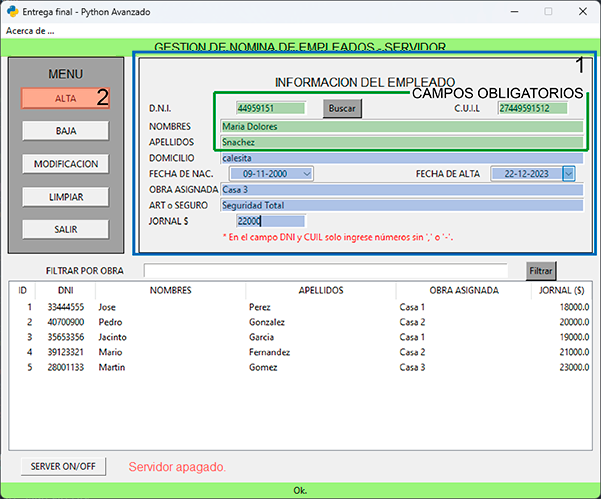 Entrega final - Python Avanzado
Acerca de ...
GESTION DE NOMINA DE EMPLEADOS - SERVIDOR
1
MENU
INFORMACION DEL EMPLEADO
CAMPOS OBLIGATORIOS
ALTA 2
D.N.I. 44959151 Buscar C.U.I.L 27449591512
NOMBRES Maria Dolores
BAJA
APELLIDOS Snachez
DOMICILIO calesita
MODIFICACION
FECHA DE NAC. 09-11-2000 FECHA DE ALTA 22-12-2023
OBRA ASIGNADA Casa 3
LIMPIAR
ART o SEGURO Seguridad Total
JORNAL $ 22000
SALIR
* En el campo DNI y CUIL solo ingrese números sin ',' o '-'.
FILTRAR POR OBRA Filtrar
ID DNI NOMBRES APELLIDOS OBRA ASIGNADA JORNAL ($)
1 33444555 Jose Perez Casa 1 18000.0
2 40700900 Pedro Gonzalez Casa 2 20000.0
3 35653356 Jacinto Garcia Casa 1 19000.0
4 39123321 Mario Fernandez Casa 2 21000.0
5 28001133 Martin Gomez Casa 3 23000.0
SERVER ON/OFF Servidor apagado.
Ok.